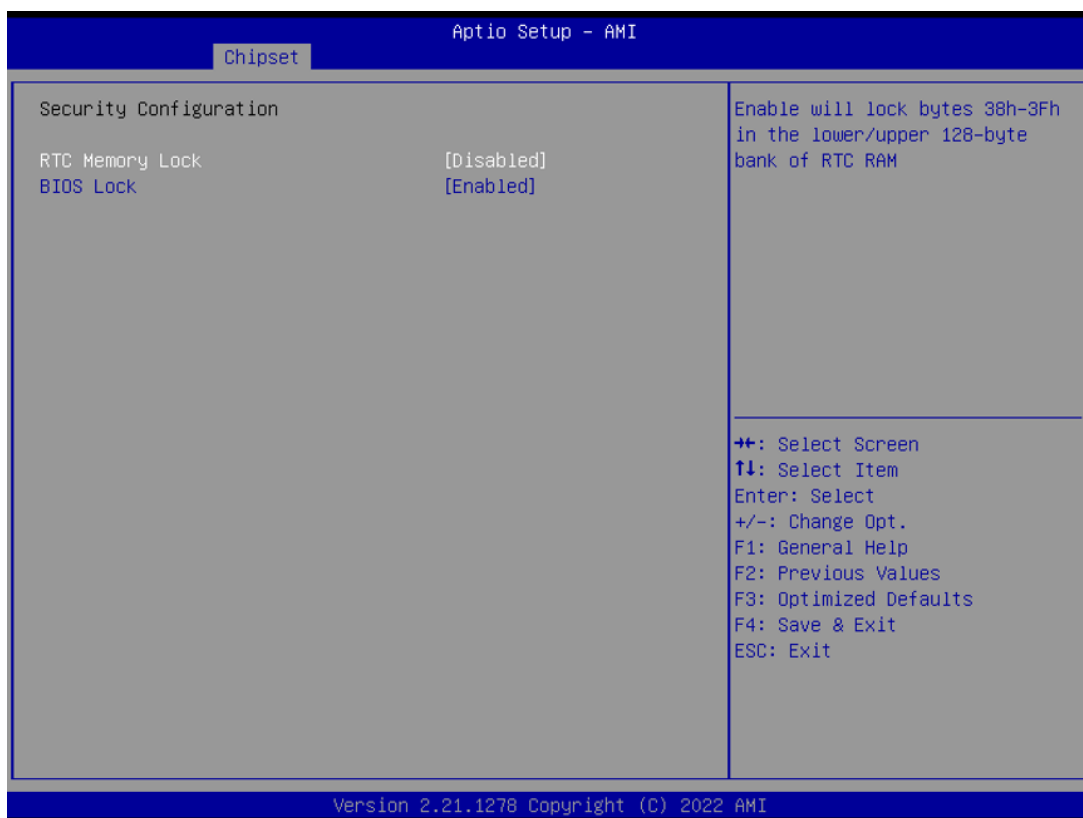 Aptio Setup – AMI
Chipset
Security Configuration
RTC Memory Lock [Disabled]
BIOS Lock [Enabled]
Enable will lock bytes 38h-3Fh
in the lower/upper 128-byte
bank of RTC RAM
→←: Select Screen
↑↓: Select Item
Enter: Select
+/-: Change Opt.
F1: General Help
F2: Previous Values
F3: Optimized Defaults
F4: Save & Exit
ESC: Exit
Version 2.21.1278 Copyright (C) 2022 AMI